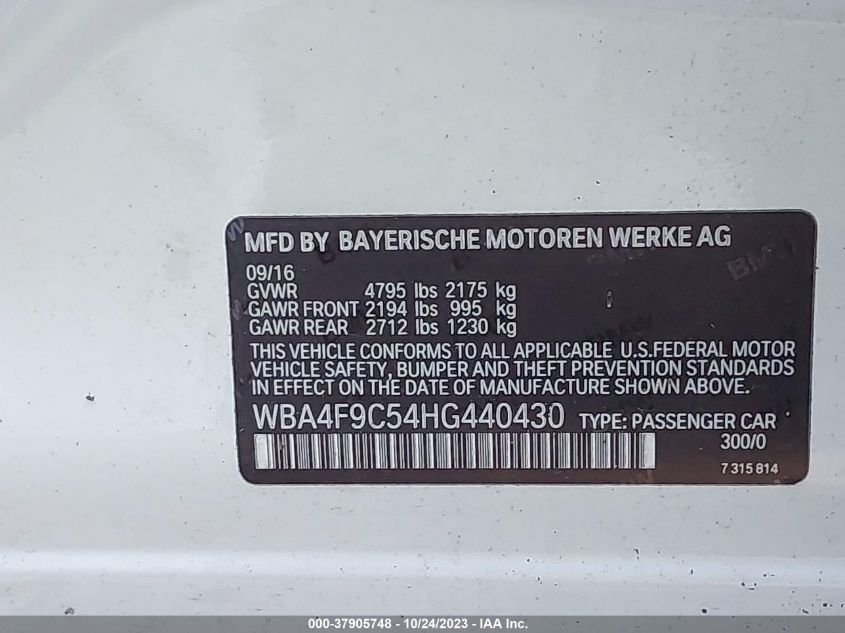 MFD BY BAYERISCHE MOTOREN WERKE AG
09/16
GVWR 4795 lbs 2175 kg
GAWR FRONT 2194 lbs 995 kg
GAWR REAR 2712 lbs 1230 kg
THIS VEHICLE CONFORMS TO ALL APPLICABLE U.S.FEDERAL MOTOR
VEHICLE SAFETY, BUMPER AND THEFT PREVENTION STANDARDS
IN EFFECT ON THE DATE OF MANUFACTURE SHOWN ABOVE.
WBA4F9C54HG440430 TYPE: PASSENGER CAR
300/0
7 315 814
000-37905748 - 10/24/2023 - IAA Inc.